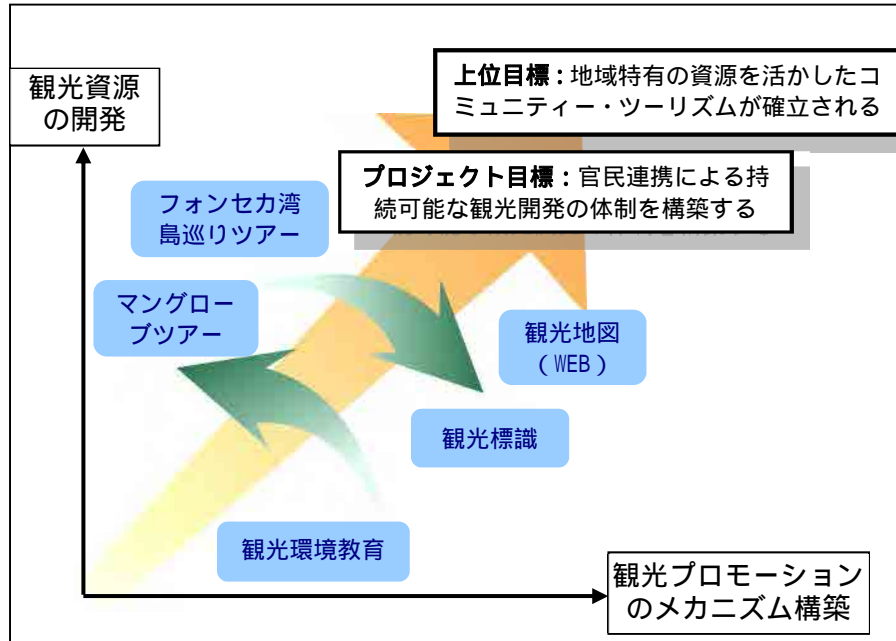 観光資源
の開発
上位目標：地域特有の資源を活かしたコ
ミュニティー・ツーリズムが確立される
プロジェクト目標：官民連携による持
続可能な観光開発の体制を構築する
フォンセカ湾
島巡りツアー
マングロー
ブツアー
観光地図
（WEB）
観光標識
観光環境教育
観光プロモーション
のメカニズム構築